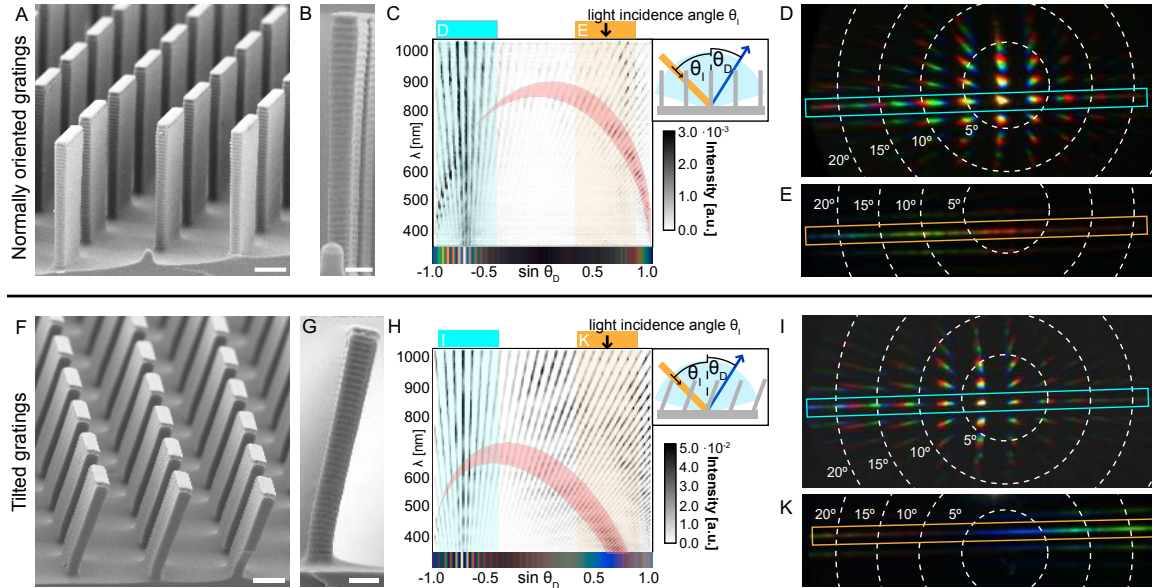 Normally oriented gratings
A
B
C
light incidence angle θI
D
E
1000
900
800
700
600
500
400
λ [nm]
θI
θD
3.0 ·10-3
2.0
1.0
0.0
Intensity [a.u.]
-1.0 -0.5 sin θD 0.5 1.0
D
5º
10º
15º
20º
E
20º 15º 10º 5º
Tilted gratings
F
G
H
light incidence angle θI
I
K
1000
900
800
700
600
500
400
λ [nm]
θI
θD
5.0 ·10-2
4.0
3.0
2.0
1.0
0.0
Intensity [a.u.]
-1.0 -0.5 sin θD 0.5 1.0
I
5º
10º
15º
20º
K
20º 15º 10º 5º